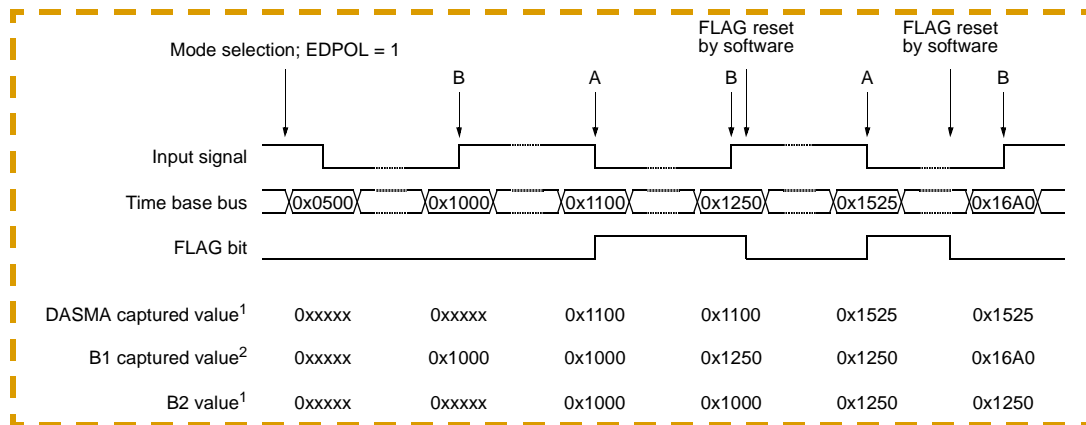 FLAG reset
by software
FLAG reset
by software
Mode selection; EDPOL = 1
B A B A B
Input signal
Time base bus 0x0500 0x1000 0x1100 0x1250 0x1525 0x16A0
FLAG bit
DASMA captured value1 0xxxxx 0xxxxx 0x1100 0x1100 0x1525 0x1525
B1 captured value2 0xxxxx 0x1000 0x1000 0x1250 0x1250 0x16A0
B2 value1 0xxxxx 0xxxxx 0x1000 0x1000 0x1250 0x1250